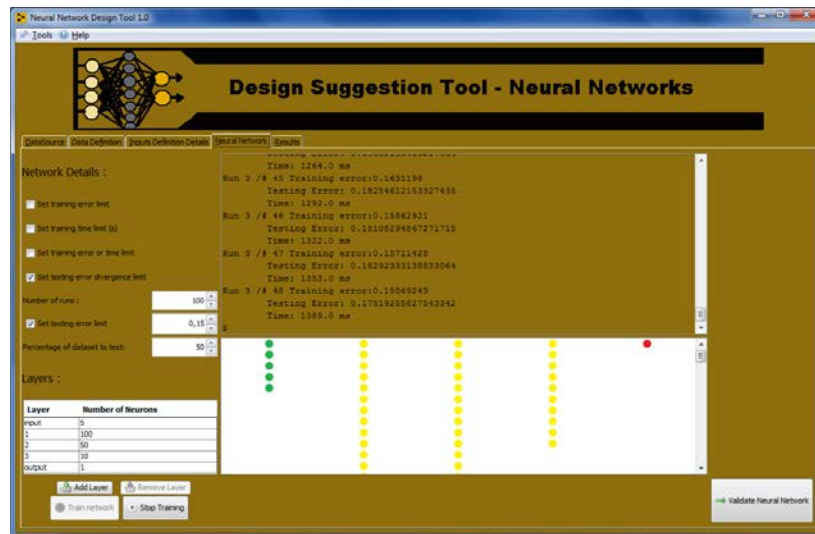 Neural Network Design Tool 1.0
Tools Help
Design Suggestion Tool - Neural Networks
DataSource Data Definition Inputs Definition Details Neural Network Results
Network Details :
Set training error limit
Set training time limit (s)
Set training error or time limit
Set testing error divergence limit
Number of runs : 100
Set testing error limit 0,15
Percentage of dataset to test: 50
Time: 1264.0 ms
Run 3 /# 45 Training error:0.1631198
Testing Error: 0.18254612153327435
Time: 1292.0 ms
Run 3 /# 46 Training error:0.15862921
Testing Error: 0.18108294867271715
Time: 1322.0 ms
Run 3 /# 47 Training error:0.15711428
Testing Error: 0.18292333138833064
Time: 1353.0 ms
Run 3 /# 48 Training error:0.15069245
Testing Error: 0.17519255827543342
Time: 1389.0 ms
Layers :
Layer Number of Neurons
input 5
1 100
2 50
3 10
output 1
Add Layer Remove Layer
Train network Stop Training
Validate Neural Network